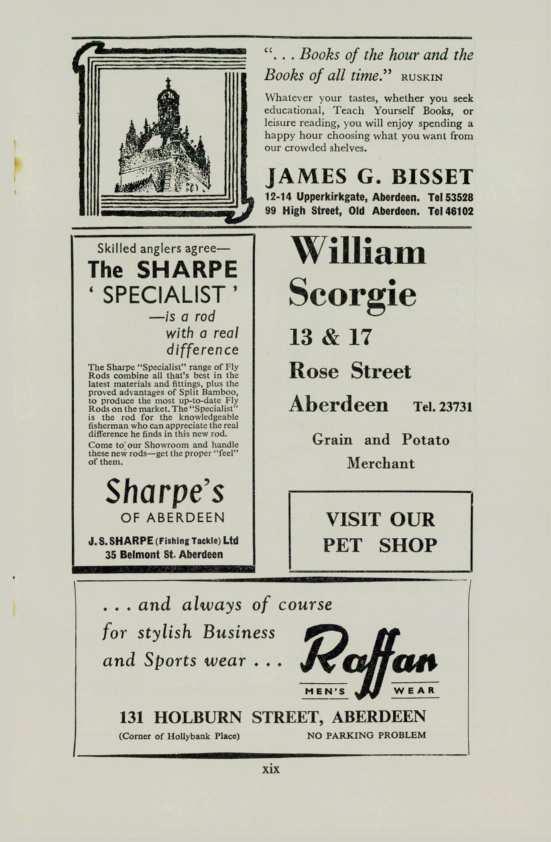 “. . . Books of the hour and the
Books of all time.” RUSKIN
Whatever your tastes, whether you seek
educational, Teach Yourself Books, or
leisure reading, you will enjoy spending a
happy hour choosing what you want from
our crowded shelves.
JAMES G. BISSET
12-14 Upperkirkgate, Aberdeen. Tel 53528
99 High Street, Old Aberdeen. Tel 46102
Skilled anglers agree—
The SHARPE
‘ SPECIALIST ’
—is a rod
with a real
difference
The Sharpe “Specialist” range of Fly
Rods combine all that’s best in the
latest materials and fittings, plus the
proved advantages of Split Bamboo,
to produce the most up-to-date Fly
Rods on the market. The “Specialist”
is the rod for the knowledgeable
fisherman who can appreciate the real
difference he finds in this new rod.
Come to our Showroom and handle
these new rods—get the proper “feel”
of them.
Sharpe’s
OF ABERDEEN
J. S. SHARPE (Fishing Tackle) Ltd
35 Belmont St. Aberdeen
William
Scorgie
13 & 17
Rose Street
Aberdeen Tel. 23731
Grain and Potato
Merchant
VISIT OUR
PET SHOP
. . . and always of course
for stylish Business
and Sports wear . . .
Raffan
MEN’S WEAR
131 HOLBURN STREET, ABERDEEN
(Corner of Hollybank Place) NO PARKING PROBLEM
xix